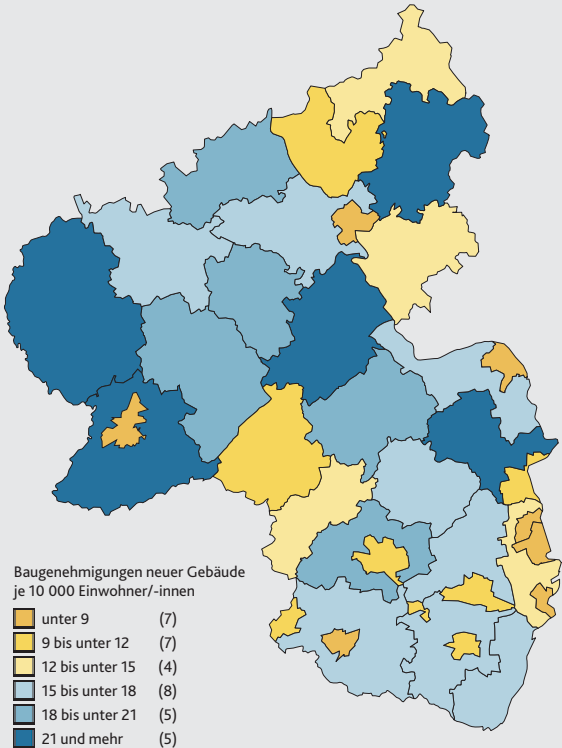 Baugenehmigungen neuer Gebäude
je 10 000 Einwohner/-innen
unter 9 (7)
9 bis unter 12 (7)
12 bis unter 15 (4)
15 bis unter 18 (8)
18 bis unter 21 (5)
21 und mehr (5)